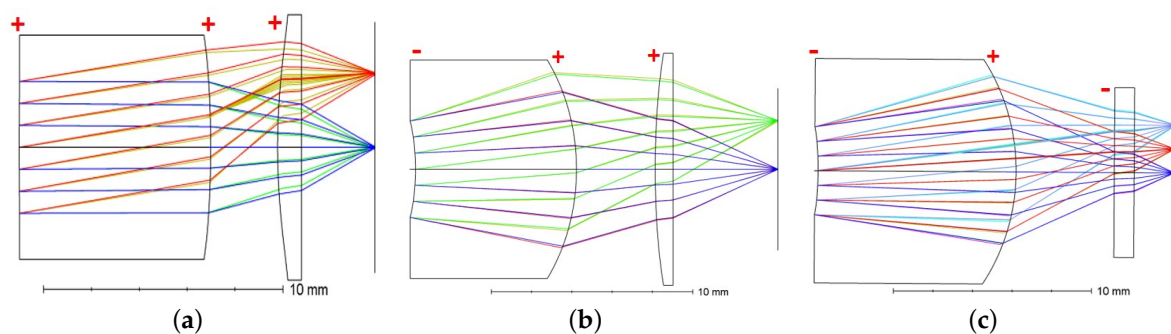 + + +
- + +
- + -
10 mm
10 mm
10 mm
(a) (b) (c)